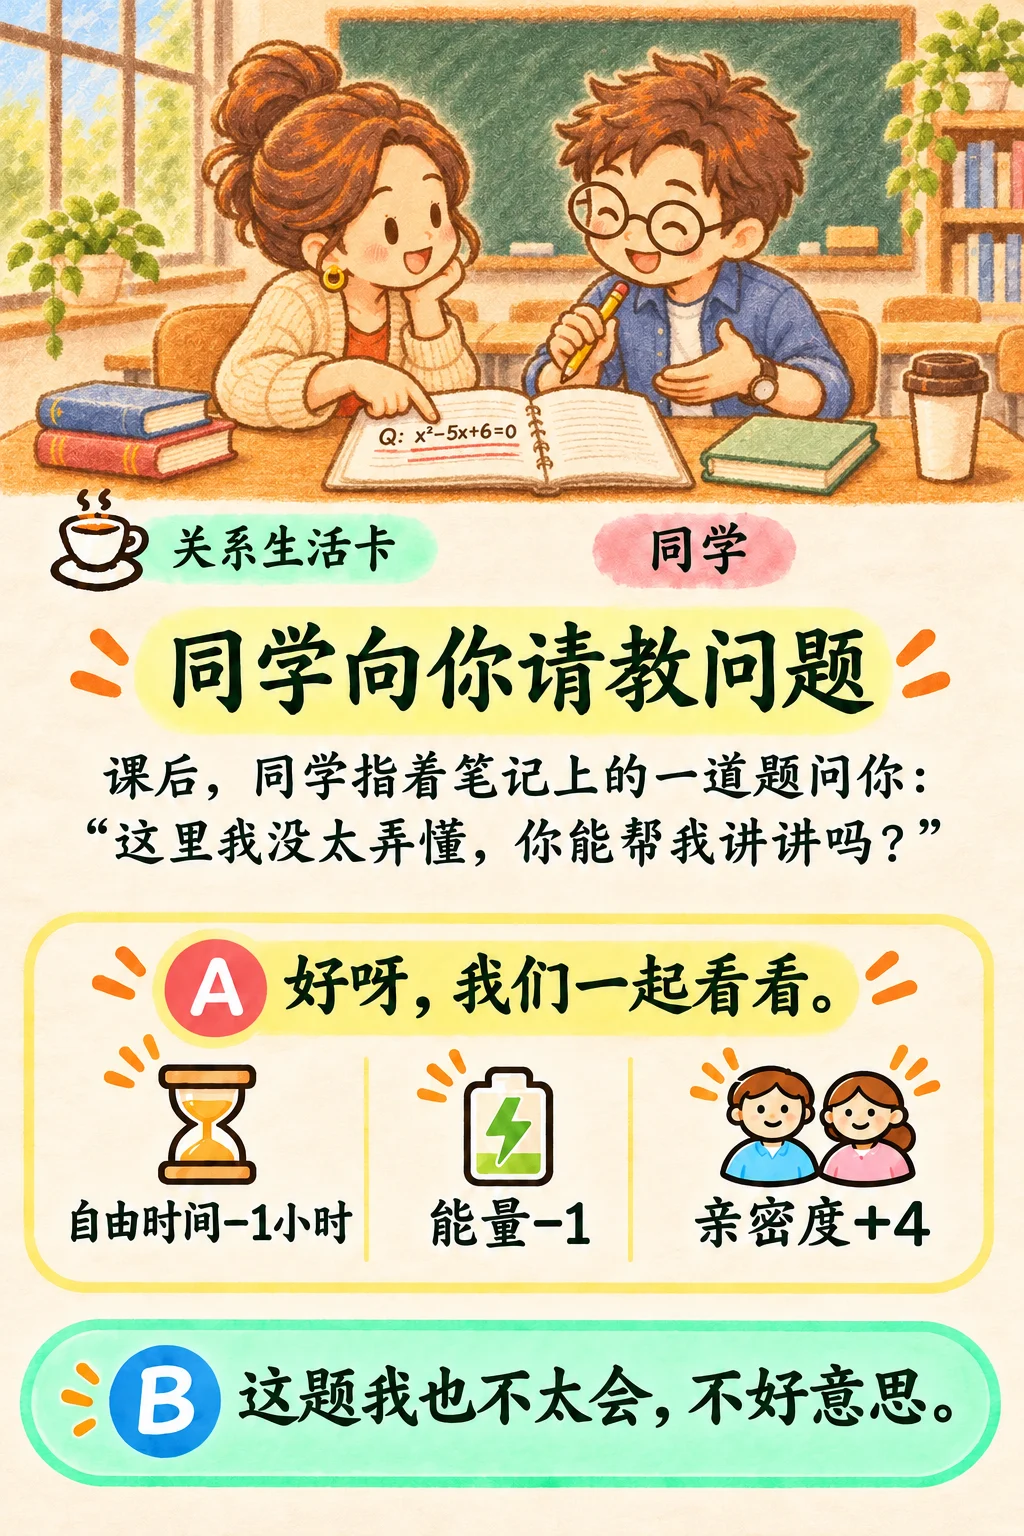 Q: x²-5x+6=0
关系生活卡
同学
同学向你请教问题
课后，同学指着笔记上的一道题问你：
“这里我没太弄懂，你能帮我讲讲吗？”
A 好呀，我们一起看看。
自由时间-1小时
能量-1
亲密度+4
B 这题我也不太会，不好意思。